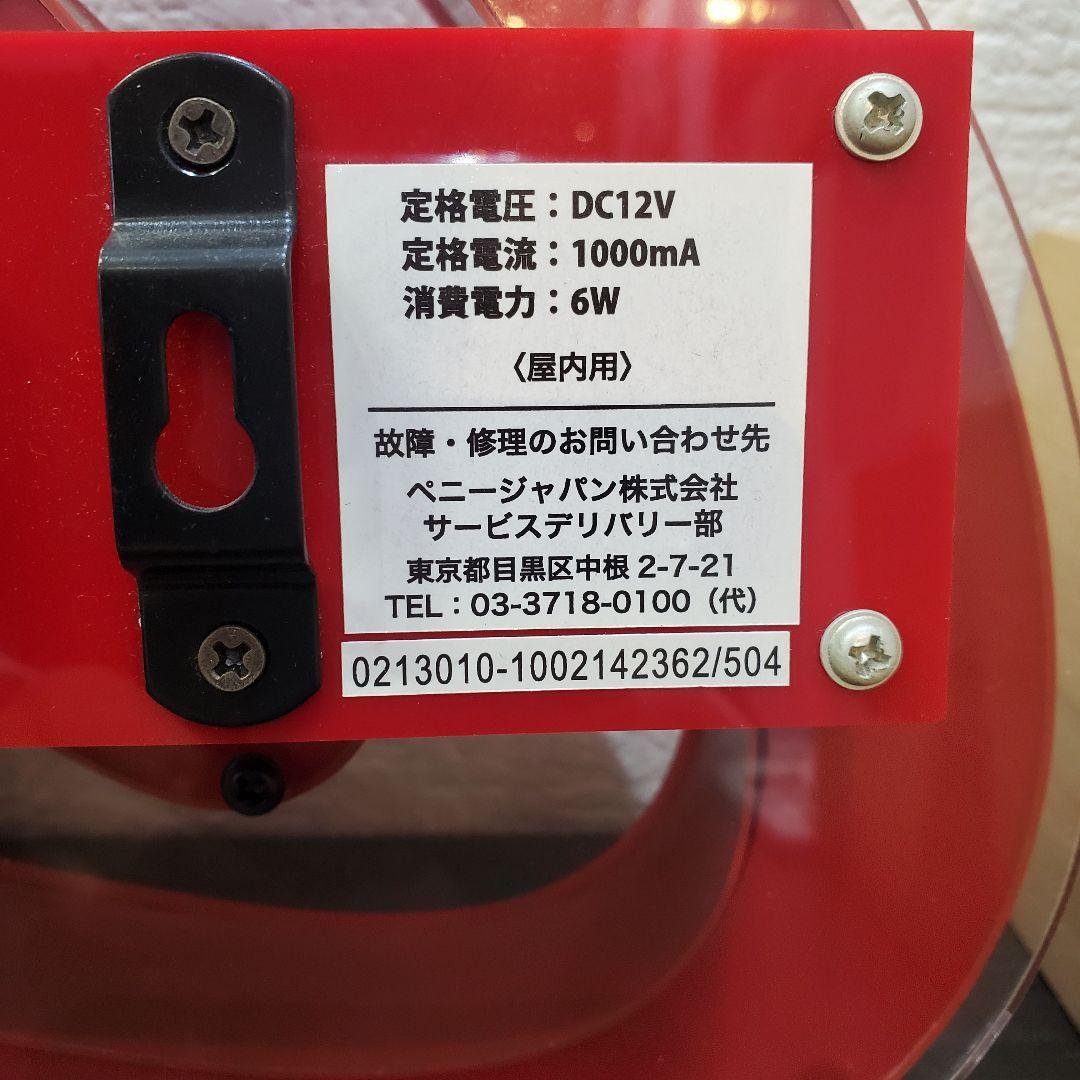 定格電圧：DC12V
定格電流：1000mA
消費電力：6W
〈屋内用〉
故障・修理のお問い合わせ先
ペニージャパン株式会社
サービスデリバリー部
東京都目黒区中根2-7-21
TEL：03-3718-0100（代）
0213010-1002142362/504